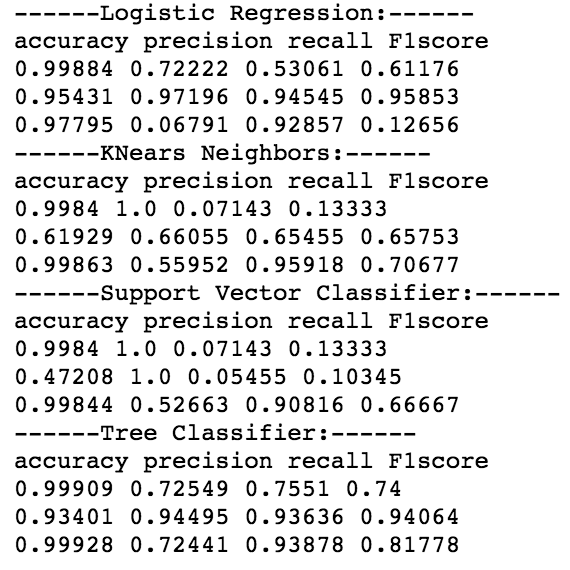 ------Logistic Regression:------
accuracy precision recall F1score
0.99884 0.72222 0.53061 0.61176
0.95431 0.97196 0.94545 0.95853
0.97795 0.06791 0.92857 0.12656
------KNears Neighbors:------
accuracy precision recall F1score
0.9984 1.0 0.07143 0.13333
0.61929 0.66055 0.65455 0.65753
0.99863 0.55952 0.95918 0.70677
------Support Vector Classifier:------
accuracy precision recall F1score
0.9984 1.0 0.07143 0.13333
0.47208 1.0 0.05455 0.10345
0.99844 0.52663 0.90816 0.66667
------Tree Classifier:------
accuracy precision recall F1score
0.99909 0.72549 0.7551 0.74
0.93401 0.94495 0.93636 0.94064
0.99928 0.72441 0.93878 0.81778